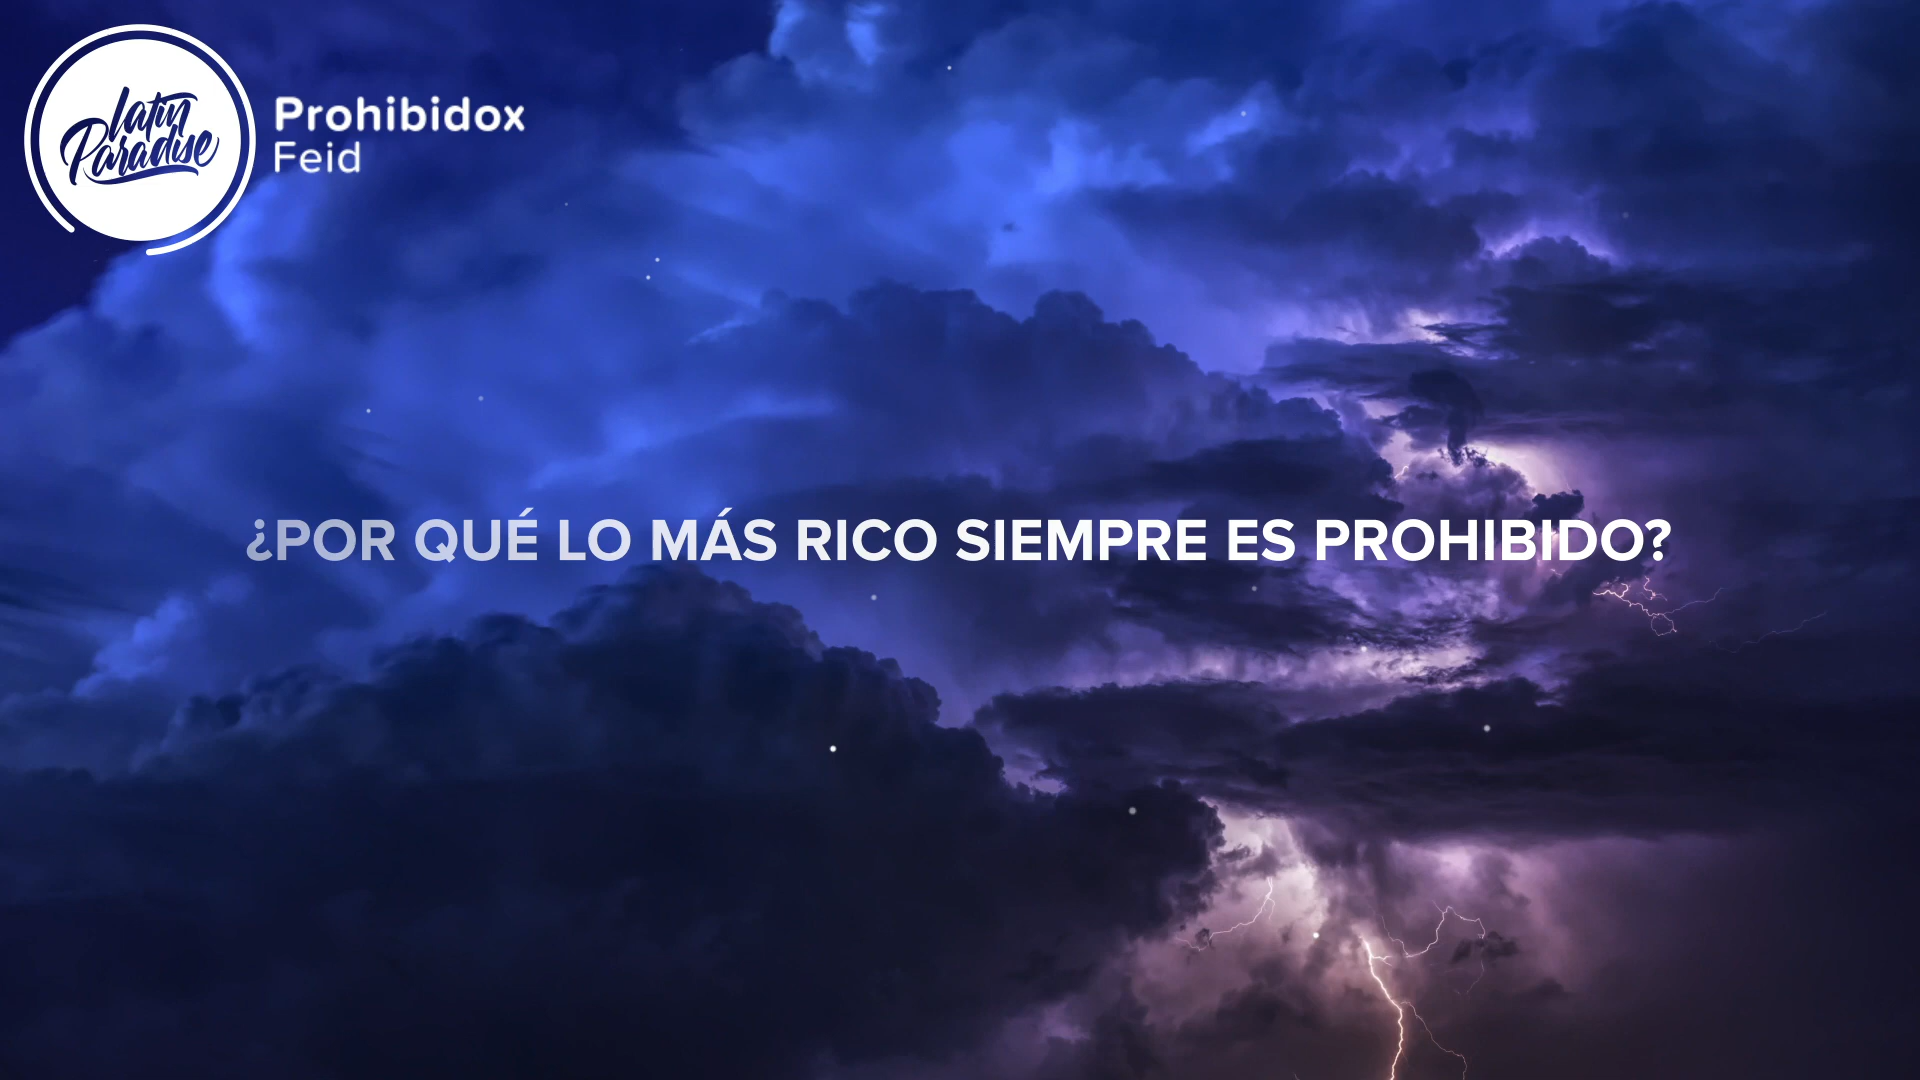 Latin
Paradise
Prohibidox
Feid
¿POR QUÉ LO MÁS RICO SIEMPRE ES PROHIBIDO?